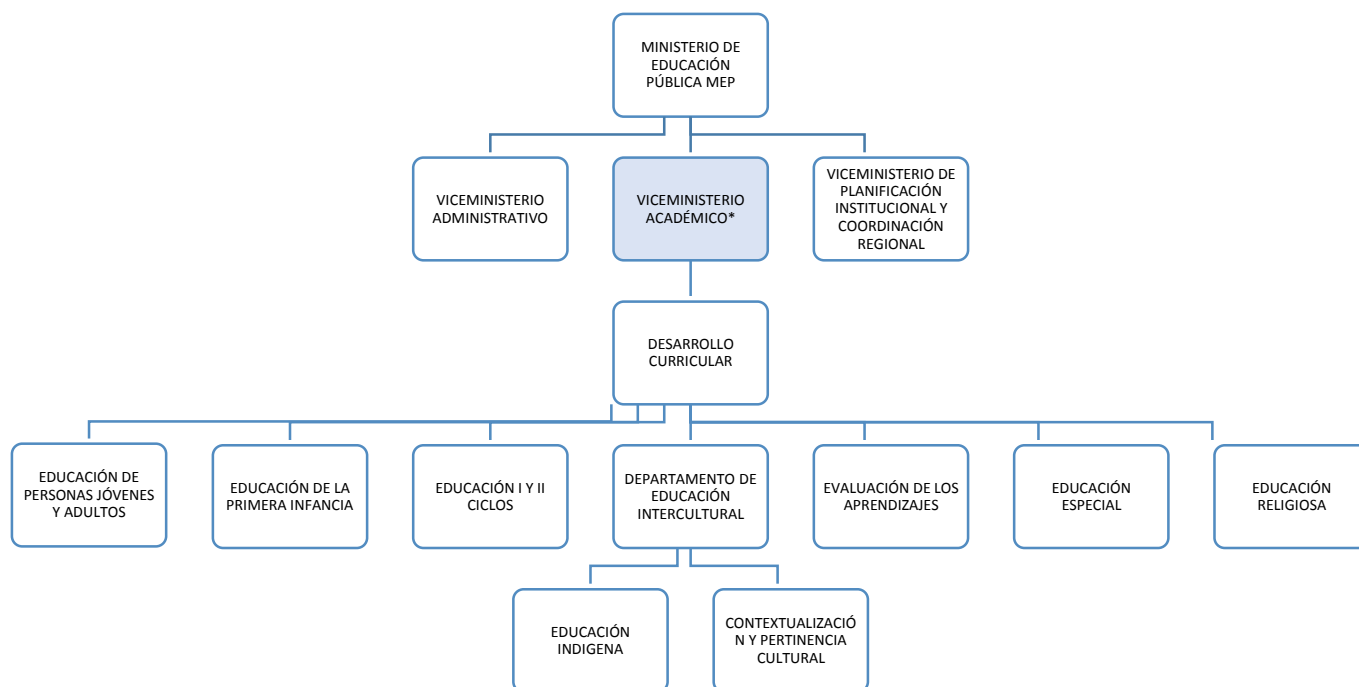 MINISTERIO DE
EDUCACIÓN
PÚBLICA MEP
VICEMINISTERIO
ADMINISTRATIVO
VICEMINISTERIO
ACADÉMICO*
VICEMINISTERIO DE
PLANIFICACIÓN
INSTITUCIONAL Y
COORDINACIÓN
REGIONAL
DESARROLLO
CURRICULAR
EDUCACIÓN DE
PERSONAS JÓVENES
Y ADULTOS
EDUCACIÓN DE LA
PRIMERA INFANCIA
EDUCACIÓN I Y II
CICLOS
DEPARTAMENTO DE
EDUCACIÓN
INTERCULTURAL
EVALUACIÓN DE LOS
APRENDIZAJES
EDUCACIÓN
ESPECIAL
EDUCACIÓN
RELIGIOSA
EDUCACIÓN
INDIGENA
CONTEXTUALIZACIÓ
N Y PERTINENCIA
CULTURAL